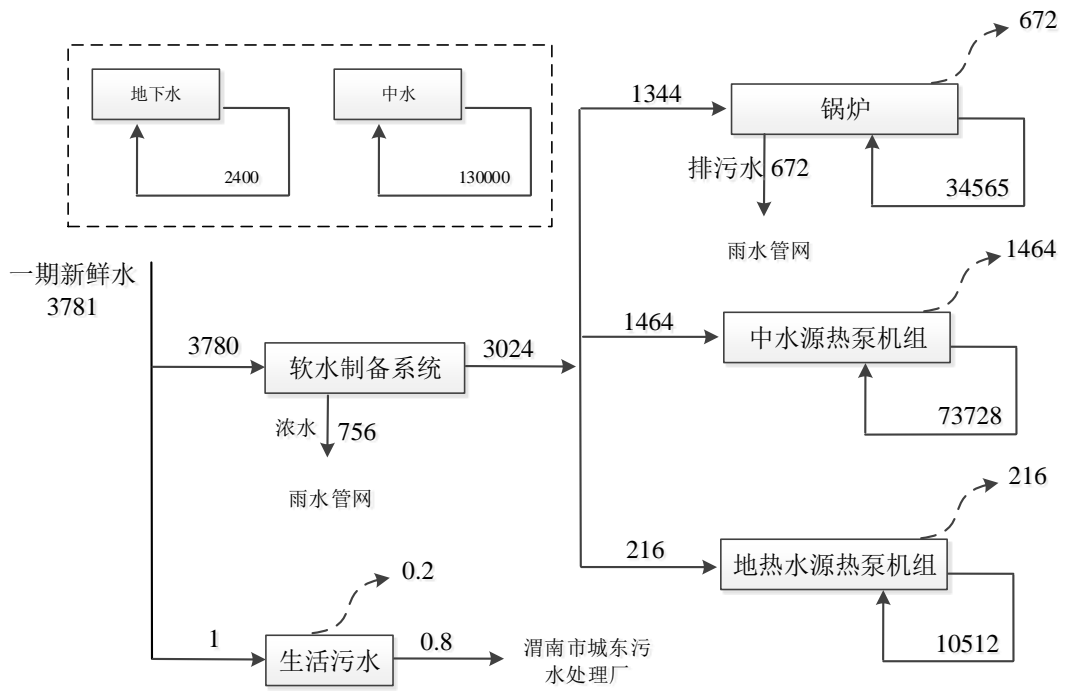 672
地下水
中水
1344
锅炉
2400
130000
排污水 672
34565
雨水管网
一期新鲜水
3781
1464
1464
中水源热泵机组
3780
软水制备系统
3024
73728
浓水
756
雨水管网
216
216
地热水源热泵机组
0.2
1
生活污水
0.8
渭南市城东污
水处理厂
10512